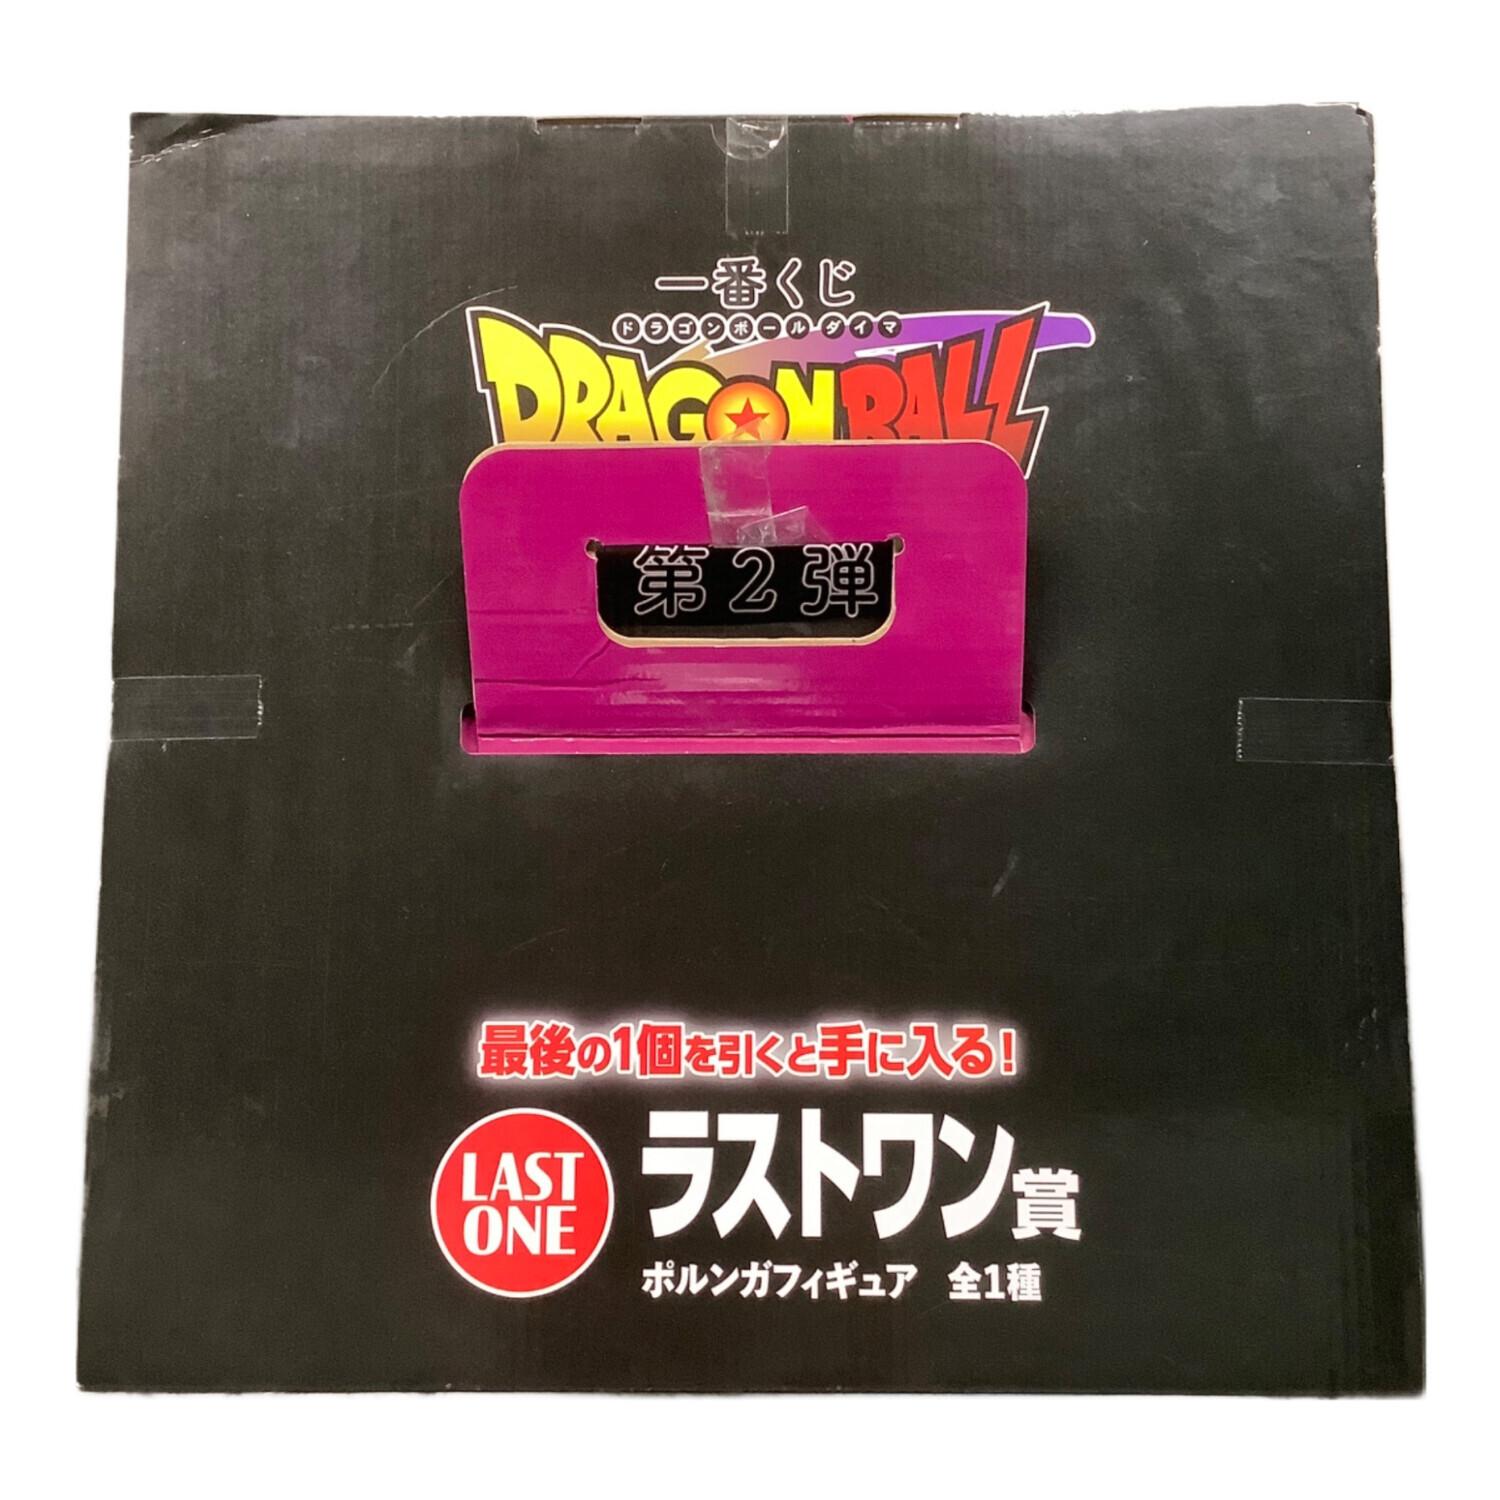 一番くじ
ドラゴンボールダイマ
DRAGON BALL
第2弾
最後の1個を引くと手に入る!
LAST
ONE
ラストワン賞
ポルンガフィギュア 全1種